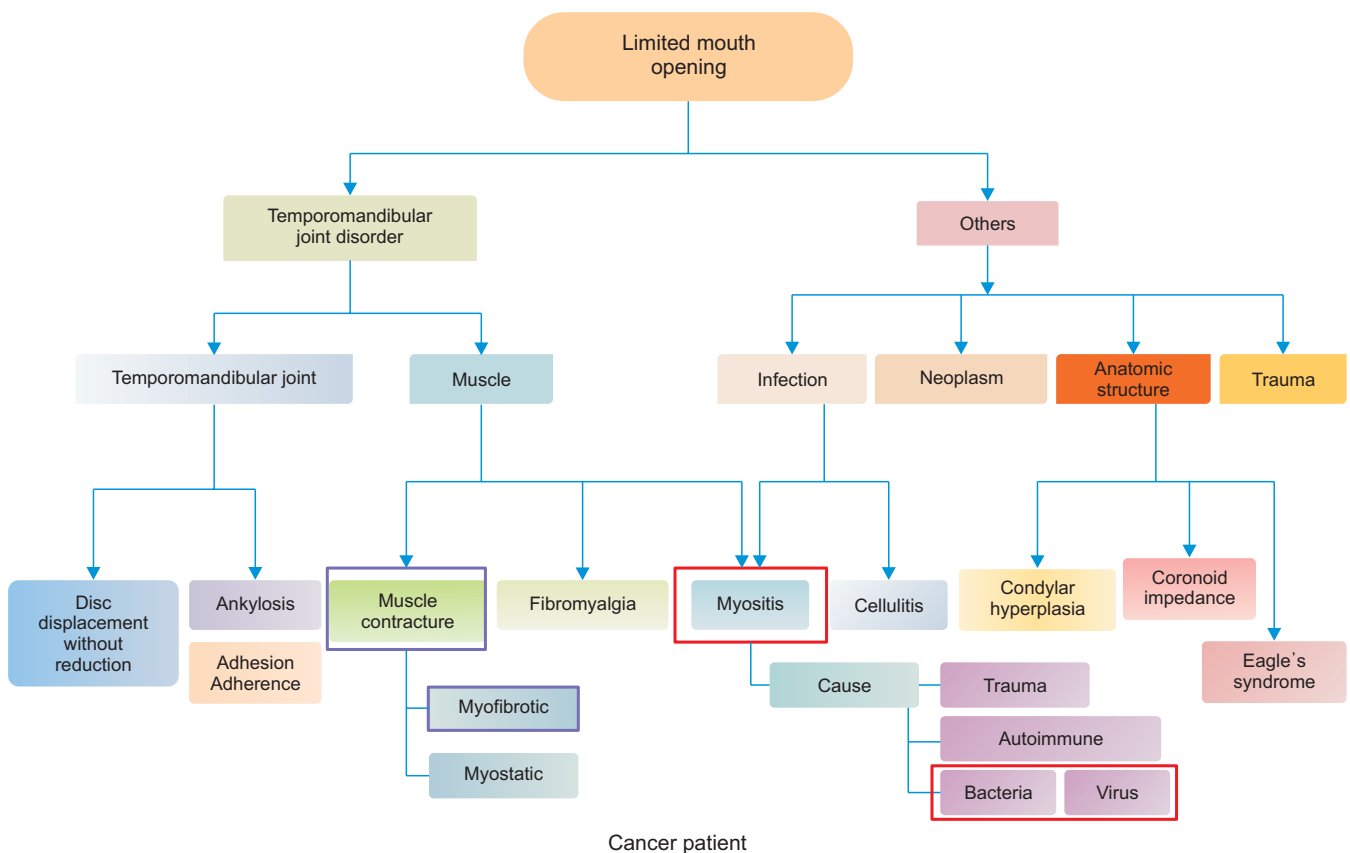 Limited mouth
opening
Temporomandibular
joint disorder
Others
Temporomandibular joint
Muscle
Infection
Neoplasm
Anatomic
structure
Trauma
Disc
displacement
without
reduction
Ankylosis
Adhesion
Adherence
Muscle
contracture
Fibromyalgia
Myositis
Cellulitis
Condylar
hyperplasia
Coronoid
impedance
Eagle's
syndrome
Myofibrotic
Myostatic
Cause
Trauma
Autoimmune
Bacteria
Virus
Cancer patient